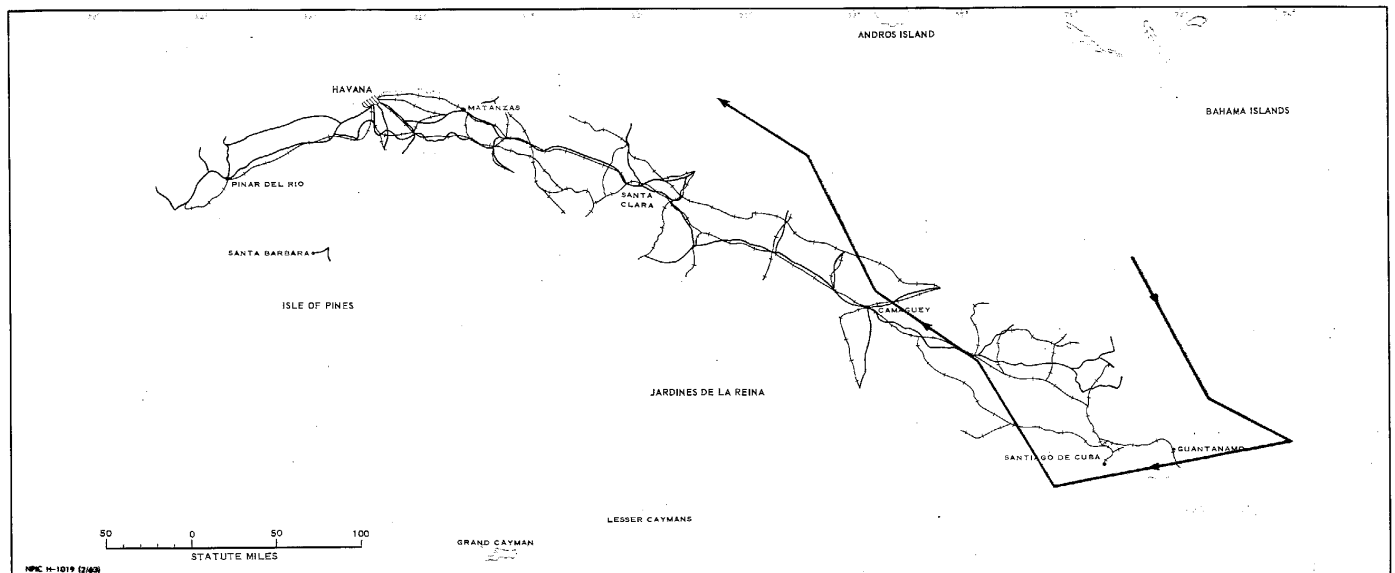 ANDROS ISLAND
HAVANA
MATANZAS
BAHAMA ISLANDS
PINAR DEL RIO
SANTA
CLARA
SANTA BARBARA
ISLE OF PINES
CAMAGUEY
JARDINES DE LA REINA
GUANTANAMO
SANTIAGO DE CUBA
LESSER CAYMANS
50 0 50 100
STATUTE MILES
GRAND CAYMAN
NPIC H-1019 (2/63)